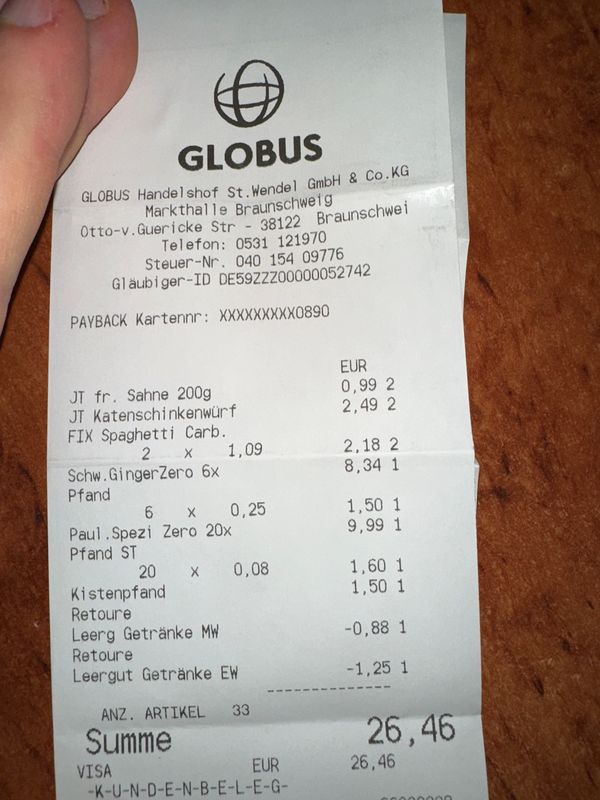 GLOBUS
GLOBUS Handelshof St.Wendel GmbH & Co.KG
Markthalle Braunschweig
Otto-v.Guericke Str - 38122 Braunschwei
Telefon: 0531 121970
Steuer-Nr. 040 154 09776
Gläubiger-ID DE59ZZZ00000052742
PAYBACK Kartennr: XXXXXXXXX0890
EUR
JT fr. Sahne 200g 0,99 2
JT Katenschinkenwürf 2,49 2
FIX Spaghetti Carb.
2 x 1,09 2,18 2
Schw.GingerZero 6x 8,34 1
Pfand
6 x 0,25 1,50 1
Paul.Spezi Zero 20x 9,99 1
Pfand ST
20 x 0,08 1,60 1
Kistenpfand 1,50 1
Retoure
Leerg Getränke MW -0,88 1
Retoure
Leergut Getränke EW -1,25 1
--------------
ANZ. ARTIKEL 33
Summe 26,46
VISA EUR 26,46
-K-U-N-D-E-N-B-E-L-E-G-